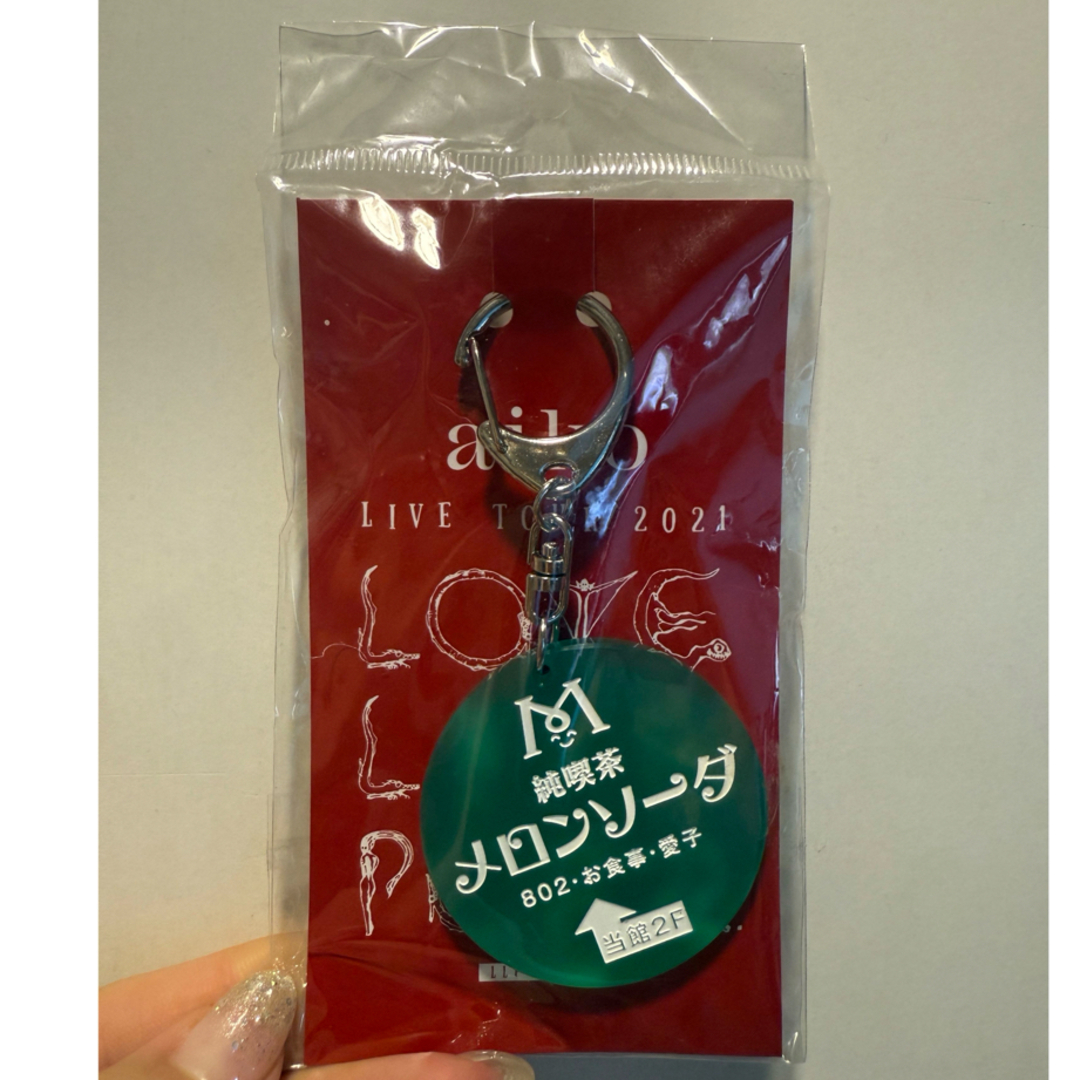 aiko
LIVE TOUR 2021
LOVE
M
純喫茶
メロンソーダ
802・お食事・愛子
当館2F